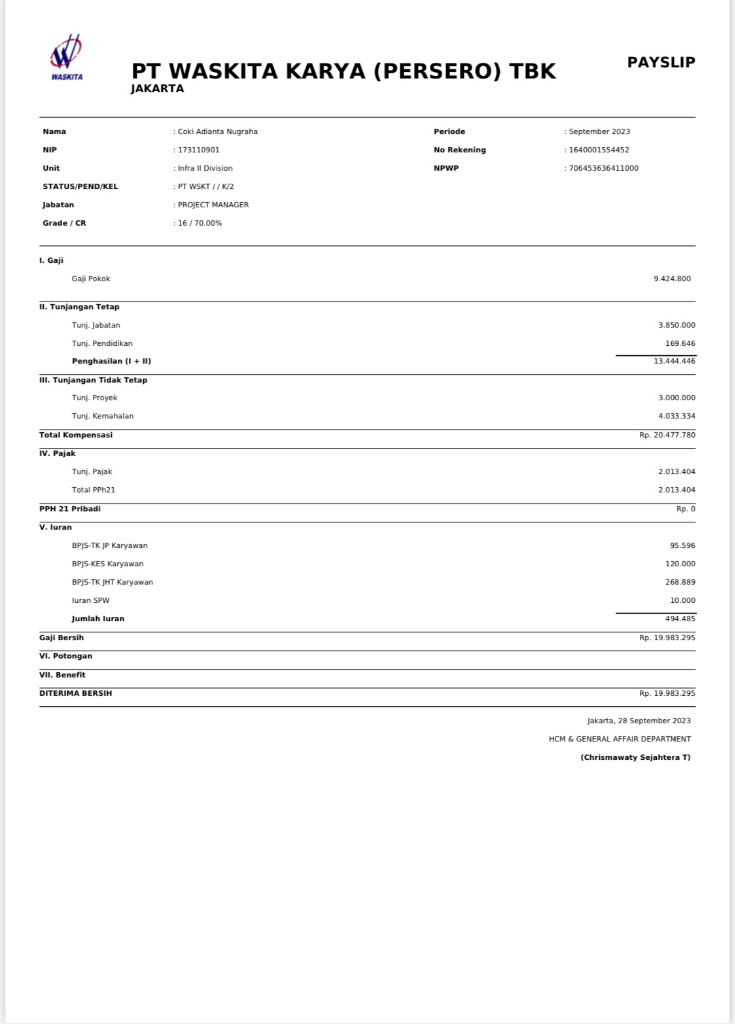 WASKITA
PT WASKITA KARYA (PERSERO) TBK
JAKARTA
PAYSLIP
Nama : Coki Adianta Nugraha Periode : September 2023
NIP : 173110901 No Rekening : 1640001554452
Unit : Infra II Division NPWP : 706453636411000
STATUS/PEND/KEL : PT WSKT / / K/2
Jabatan : PROJECT MANAGER
Grade / CR : 16 / 70.00%
I. Gaji
Gaji Pokok 9.424.800
II. Tunjangan Tetap
Tunj. Jabatan 3.850.000
Tunj. Pendidikan 169.646
Penghasilan (I + II) 13.444.446
III. Tunjangan Tidak Tetap
Tunj. Proyek 3.000.000
Tunj. Kemahalan 4.033.334
Total Kompensasi Rp. 20.477.780
IV. Pajak
Tunj. Pajak 2.013.404
Total PPh21 2.013.404
PPH 21 Pribadi Rp. 0
V. Iuran
BPJS-TK JP Karyawan 95.596
BPJS-KES Karyawan 120.000
BPJS-TK JHT Karyawan 268.889
Iuran SPW 10.000
Jumlah Iuran 494.485
Gaji Bersih Rp. 19.983.295
VI. Potongan
VII. Benefit
DITERIMA BERSIH Rp. 19.983.295
Jakarta, 28 September 2023
HCM & GENERAL AFFAIR DEPARTMENT
(Chrismawaty Sejahtera T)